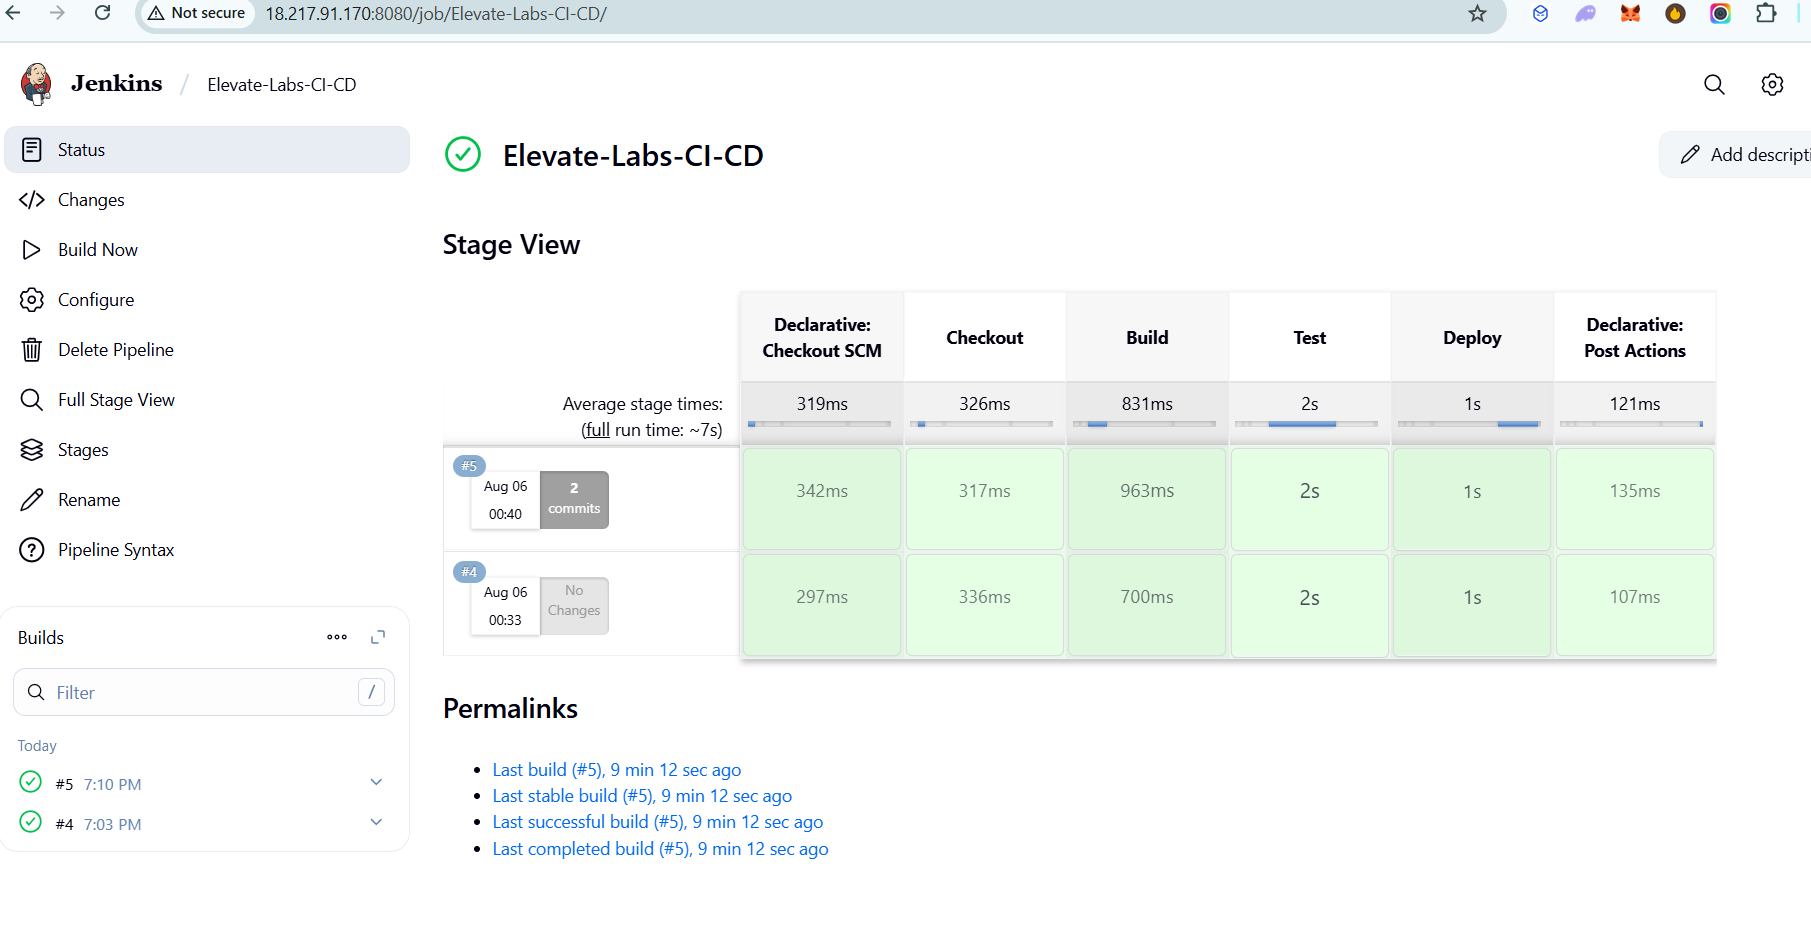 Not secure
18.217.91.170:8080/job/Elevate-Labs-CI-CD/
Jenkins / Elevate-Labs-CI-CD
Status
Changes
Build Now
Configure
Delete Pipeline
Full Stage View
Stages
Rename
Pipeline Syntax
Builds
Filter /
Today
#5 7:10 PM
#4 7:03 PM
Elevate-Labs-CI-CD
Add descripti
Stage View
Declarative: Checkout SCM
Checkout
Build
Test
Deploy
Declarative: Post Actions
Average stage times:
(full run time: ~7s)
319ms 326ms 831ms 2s 1s 121ms
#5
Aug 06
00:40
2
commits
342ms 317ms 963ms 2s 1s 135ms
#4
Aug 06
00:33
No
Changes
297ms 336ms 700ms 2s 1s 107ms
Permalinks
Last build (#5), 9 min 12 sec ago
Last stable build (#5), 9 min 12 sec ago
Last successful build (#5), 9 min 12 sec ago
Last completed build (#5), 9 min 12 sec ago